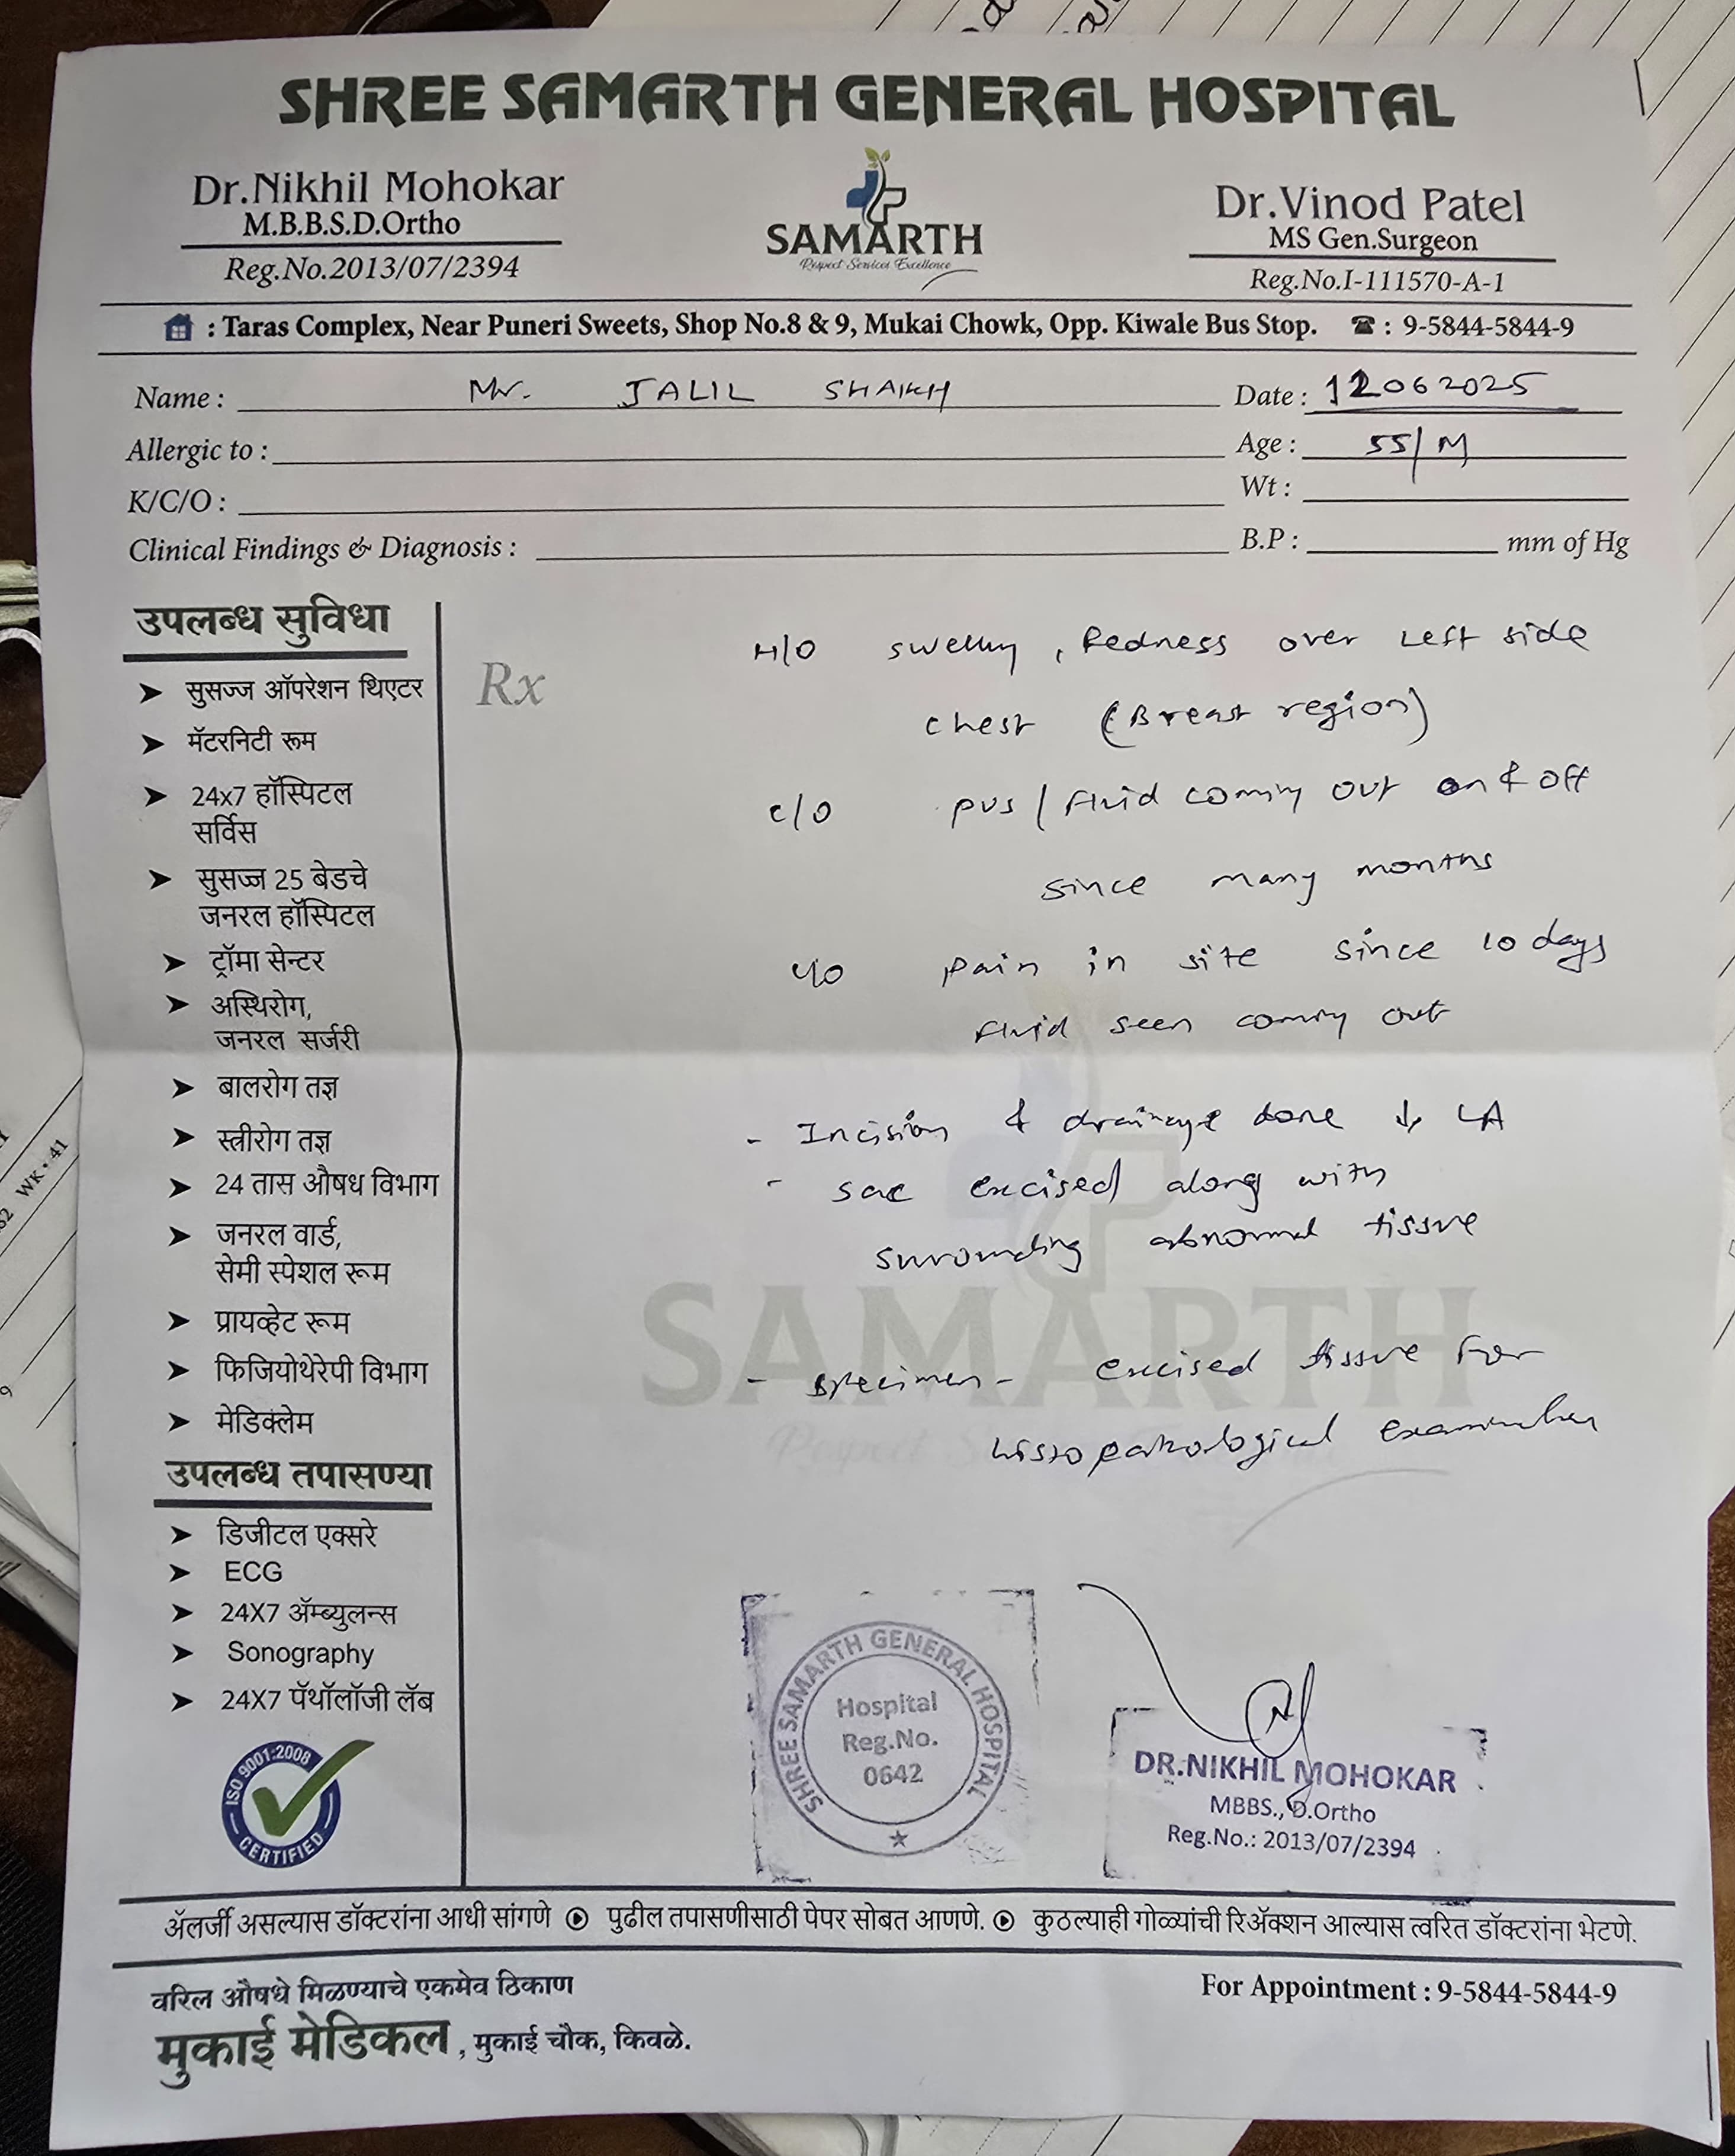 SHREE SAMARTH GENERAL HOSPITAL
Dr.Nikhil Mohokar
M.B.B.S.D.Ortho
Reg.No.2013/07/2394
SAMARTH
Respect Services Excellence
Dr.Vinod Patel
MS Gen.Surgeon
Reg.No.I-111570-A-1
: Taras Complex, Near Puneri Sweets, Shop No.8 & 9, Mukai Chowk, Opp. Kiwale Bus Stop. ☎ : 9-5844-5844-9
Name : Mr. JALIL SHAIKH Date : 12062025
Allergic to : Age : 55/M
K/C/O : Wt :
Clinical Findings & Diagnosis : B.P : mm of Hg
उपलब्ध सुविधा
➤ सुसज्ज ऑपरेशन थिएटर
➤ मॅटरनिटी रूम
➤ 24x7 हॉस्पिटल
सर्विस
➤ सुसज्ज 25 बेडचे
जनरल हॉस्पिटल
➤ ट्रॉमा सेन्टर
➤ अस्थिरोग,
जनरल सर्जरी
➤ बालरोग तज्ञ
➤ स्त्रीरोग तज्ञ
➤ 24 तास औषध विभाग
➤ जनरल वार्ड,
सेमी स्पेशल रूम
➤ प्रायव्हेट रूम
➤ फिजियोथेरेपी विभाग
➤ मेडिक्लेम
उपलब्ध तपासण्या
➤ डिजीटल एक्सरे
➤ ECG
➤ 24X7 ॲम्ब्युलन्स
➤ Sonography
➤ 24X7 पॅथॉलॉजी लॅब
ISO 9001:2008
CERTIFIED
Rx
H/O swelling, Redness over Left side
chest (Breast region)
c/o pus / fluid coming out on & off
since many months
c/o pain in site since 10 days
fluid seen coming out
- Incision & drainage done ↓ LA
- sac excised along with
surrounding abnormal tissue
- specimen - excised tissue for
histopathological examination
SAMARTH
SHREE SAMARTH GENERAL HOSPITAL
Hospital
Reg.No.
0642
DR.NIKHIL MOHOKAR
MBBS., D.Ortho
Reg.No.: 2013/07/2394
ॲलर्जी असल्यास डॉक्टरांना आधी सांगणे पुढील तपासणीसाठी पेपर सोबत आणणे. कुठल्याही गोळ्यांची रिॲक्शन आल्यास त्वरित डॉक्टरांना भेटणे.
वरिल औषधे मिळण्याचे एकमेव ठिकाण
मुकाई मेडिकल, मुकाई चौक, किवळे.
For Appointment : 9-5844-5844-9
WK • 41